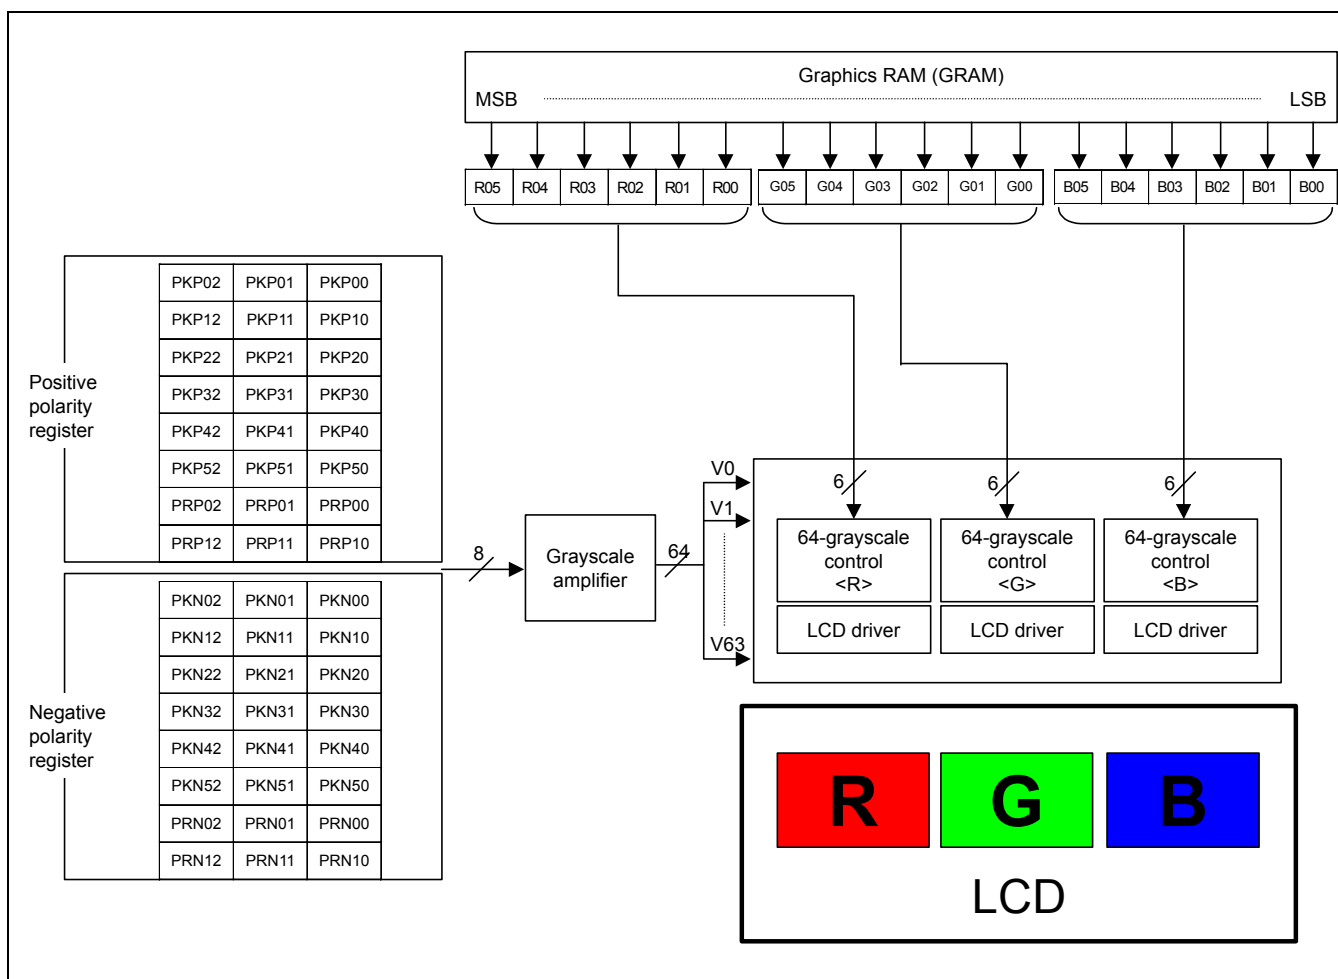 Graphics RAM (GRAM)
MSB LSB
R05 R04 R03 R02 R01 R00 G05 G04 G03 G02 G01 G00 B05 B04 B03 B02 B01 B00
Positive
polarity
register
PKP02 PKP01 PKP00
PKP12 PKP11 PKP10
PKP22 PKP21 PKP20
PKP32 PKP31 PKP30
PKP42 PKP41 PKP40
PKP52 PKP51 PKP50
PRP02 PRP01 PRP00
PRP12 PRP11 PRP10
Negative
polarity
register
PKN02 PKN01 PKN00
PKN12 PKN11 PKN10
PKN22 PKN21 PKN20
PKN32 PKN31 PKN30
PKN42 PKN41 PKN40
PKN52 PKN51 PKN50
PRN02 PRN01 PRN00
PRN12 PRN11 PRN10
8
Grayscale
amplifier
64
V0
V1
V63
6 6 6
64-grayscale
control
<R>
LCD driver
64-grayscale
control
<G>
LCD driver
64-grayscale
control
<B>
LCD driver
R G B
LCD